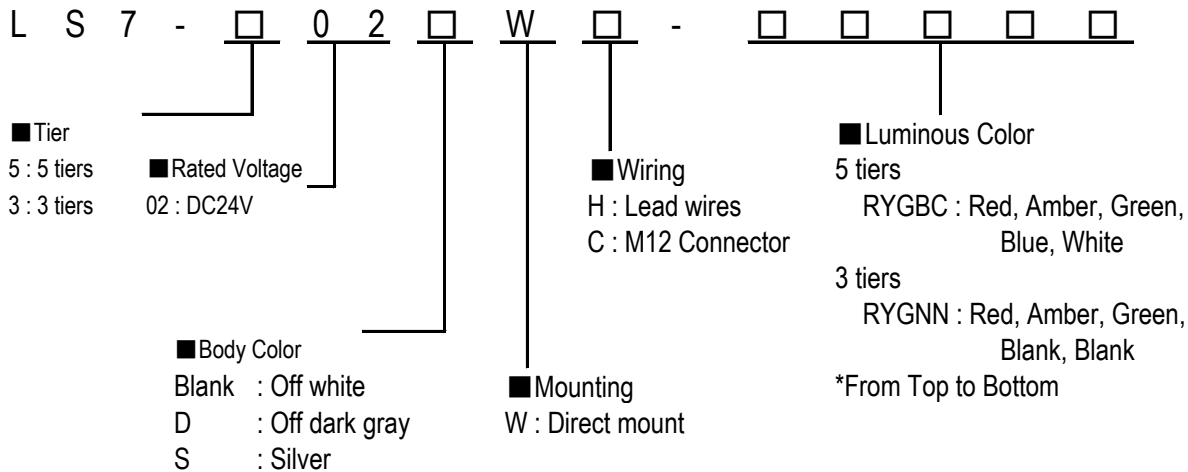 L S 7 - □ 0 2 □ W □ - □ □ □ □ □
■Tier
5 : 5 tiers
3 : 3 tiers
■Rated Voltage
02 : DC24V
■Body Color
Blank : Off white
D : Off dark gray
S : Silver
■Mounting
W : Direct mount
■Wiring
H : Lead wires
C : M12 Connector
■Luminous Color
5 tiers
RYGBC : Red, Amber, Green,
Blue, White
3 tiers
RYGNN : Red, Amber, Green,
Blank, Blank
*From Top to Bottom